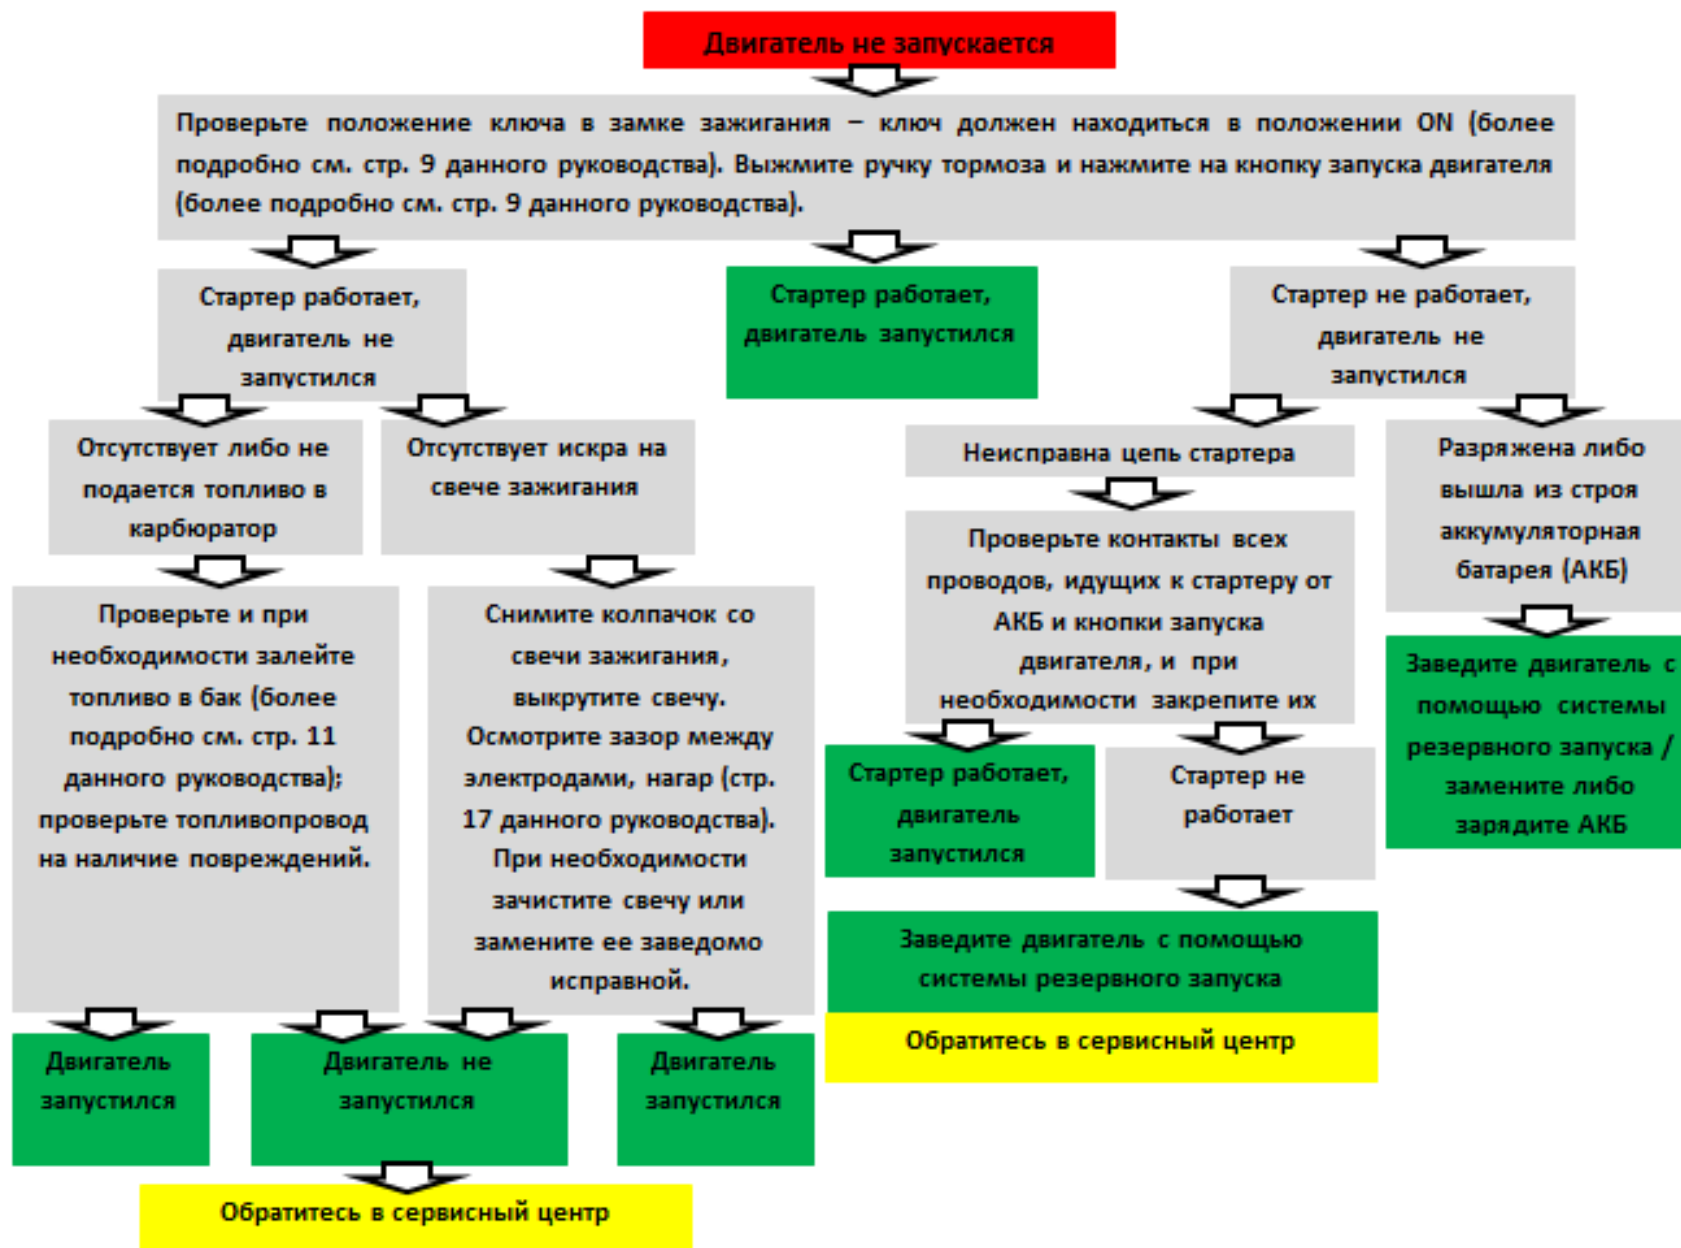 Двигатель не запускается
Проверьте положение ключа в замке зажигания – ключ должен находиться в положении ON (более
подробно см. стр. 9 данного руководства). Выжмите ручку тормоза и нажмите на кнопку запуска двигателя
(более подробно см. стр. 9 данного руководства).
Стартер работает,
двигатель не
запустился
Стартер работает,
двигатель запустился
Стартер не работает,
двигатель не
запустился
Отсутствует либо не
подается топливо в
карбюратор
Отсутствует искра на
свече зажигания
Неисправна цепь стартера
Разряжена либо
вышла из строя
аккумуляторная
батарея (АКБ)
Проверьте и при
необходимости залейте
топливо в бак (более
подробно см. стр. 11
данного руководства);
проверьте топливопровод
на наличие повреждений.
Снимите колпачок со
свечи зажигания,
выкрутите свечу.
Осмотрите зазор между
электродами, нагар (стр.
17 данного руководства).
При необходимости
зачистите свечу или
замените ее заведомо
исправной.
Проверьте контакты всех
проводов, идущих к стартеру от
АКБ и кнопки запуска
двигателя, и при
необходимости закрепите их
Заведите двигатель с
помощью системы
резервного запуска /
замените либо
зарядите АКБ
Стартер работает,
двигатель
запустился
Стартер не
работает
Заведите двигатель с помощью
системы резервного запуска
Обратитесь в сервисный центр
Двигатель
запустился
Двигатель не
запустился
Двигатель
запустился
Обратитесь в сервисный центр